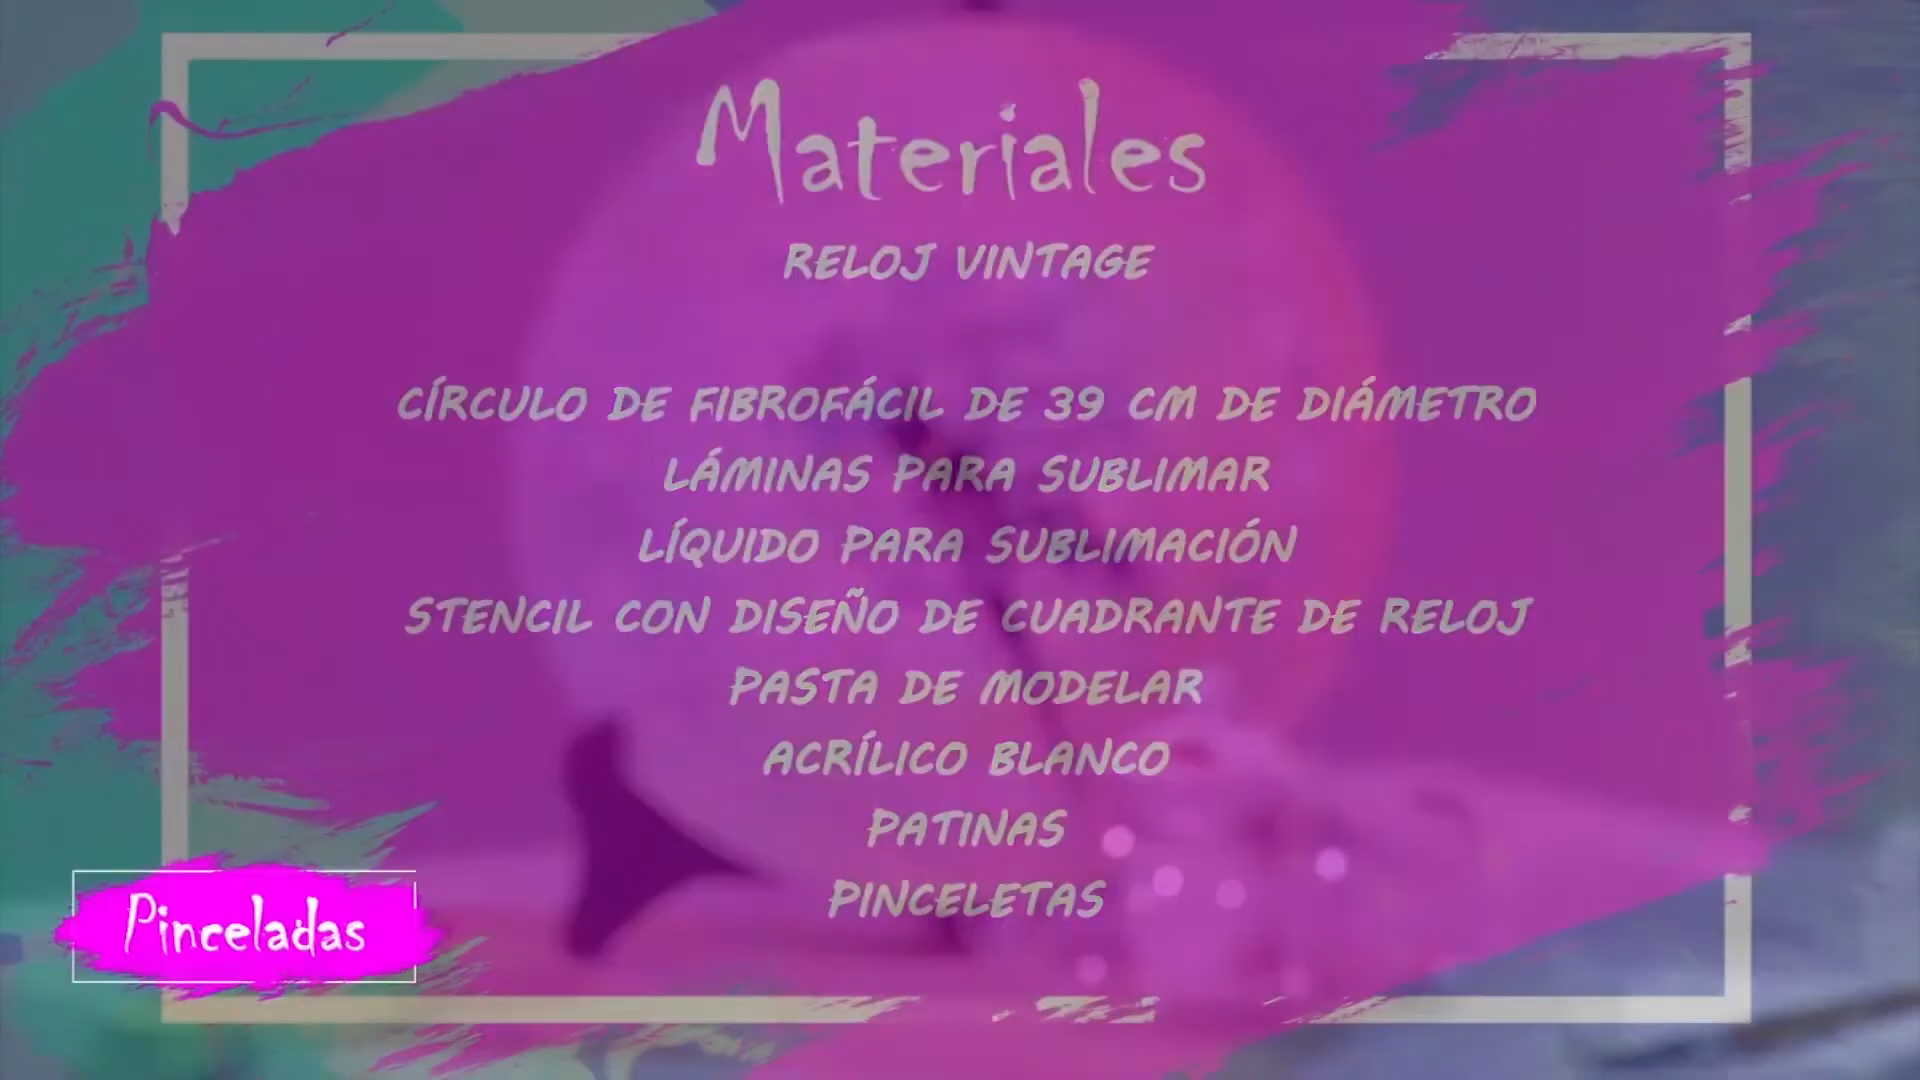 Materiales
RELOJ VINTAGE
CÍRCULO DE FIBROFÁCIL DE 39 CM DE DIÁMETRO
LÁMINAS PARA SUBLIMAR
LÍQUIDO PARA SUBLIMACIÓN
STENCIL CON DISEÑO DE CUADRANTE DE RELOJ
PASTA DE MODELAR
ACRÍLICO BLANCO
PATINAS
PINCELETAS
Pinceladas